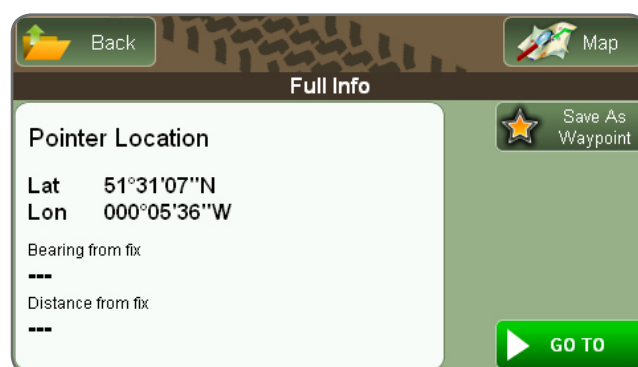 Back
Map
Full Info
Pointer Location
Save As
Waypoint
Lat 51°31'07"N
Lon 000°05'36"W
Bearing from fix
---
Distance from fix
---
GO TO